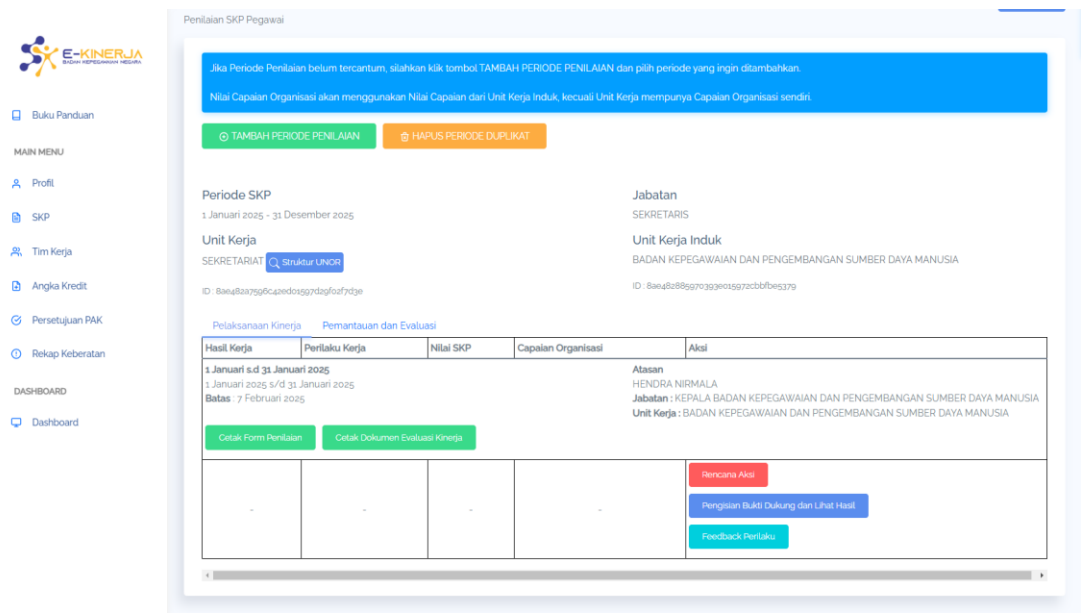 Penilaian SKP Pegawai
E-KINERJA
BADAN KEPEGAWAIAN NEGARA
Buku Panduan
MAIN MENU
Profil
SKP
Tim Kerja
Angka Kredit
Persetujuan PAK
Rekap Keberatan
DASHBOARD
Dashboard
Jika Periode Penilaian belum tercantum, silahkan klik tombol TAMBAH PERIODE PENILAIAN dan pilih periode yang ingin ditambahkan.
Nilai Capaian Organisasi akan menggunakan Nilai Capaian dari Unit Kerja Induk, kecuali Unit Kerja mempunya Capaian Organisasi sendiri.
TAMBAH PERIODE PENILAIAN
HAPUS PERIODE DUPLIKAT
Periode SKP
1 Januari 2025 - 31 Desember 2025
Jabatan
SEKRETARIS
Unit Kerja
SEKRETARIAT Struktur UNOR
ID : 8ae482a7596c42ed01597d29f02f7d3e
Unit Kerja Induk
BADAN KEPEGAWAIAN DAN PENGEMBANGAN SUMBER DAYA MANUSIA
ID : 8ae482885970393e015972cbbfbe5379
Pelaksanaan Kinerja Pemantauan dan Evaluasi
Hasil Kerja Perilaku Kerja Nilai SKP Capaian Organisasi Aksi
1 Januari s.d 31 Januari 2025
1 Januari 2025 s/d 31 Januari 2025
Batas : 7 Februari 2025
Atasan
HENDRA NIRMALA
Jabatan : KEPALA BADAN KEPEGAWAIAN DAN PENGEMBANGAN SUMBER DAYA MANUSIA
Unit Kerja : BADAN KEPEGAWAIAN DAN PENGEMBANGAN SUMBER DAYA MANUSIA
Cetak Form Penilaian Cetak Dokumen Evaluasi Kinerja
- - - -
Rencana Aksi
Pengisian Bukti Dukung dan Lihat Hasil
Feedback Perilaku